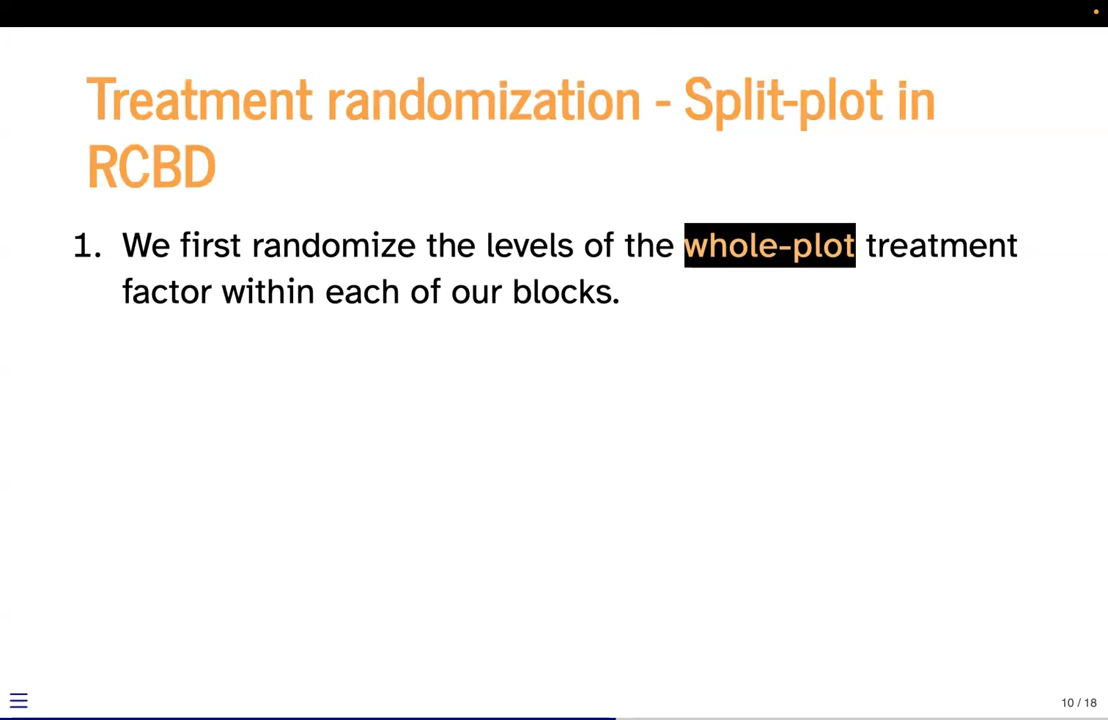 Treatment randomization - Split-plot in
RCBD
1. We first randomize the levels of the whole-plot treatment
factor within each of our blocks.
10 / 18